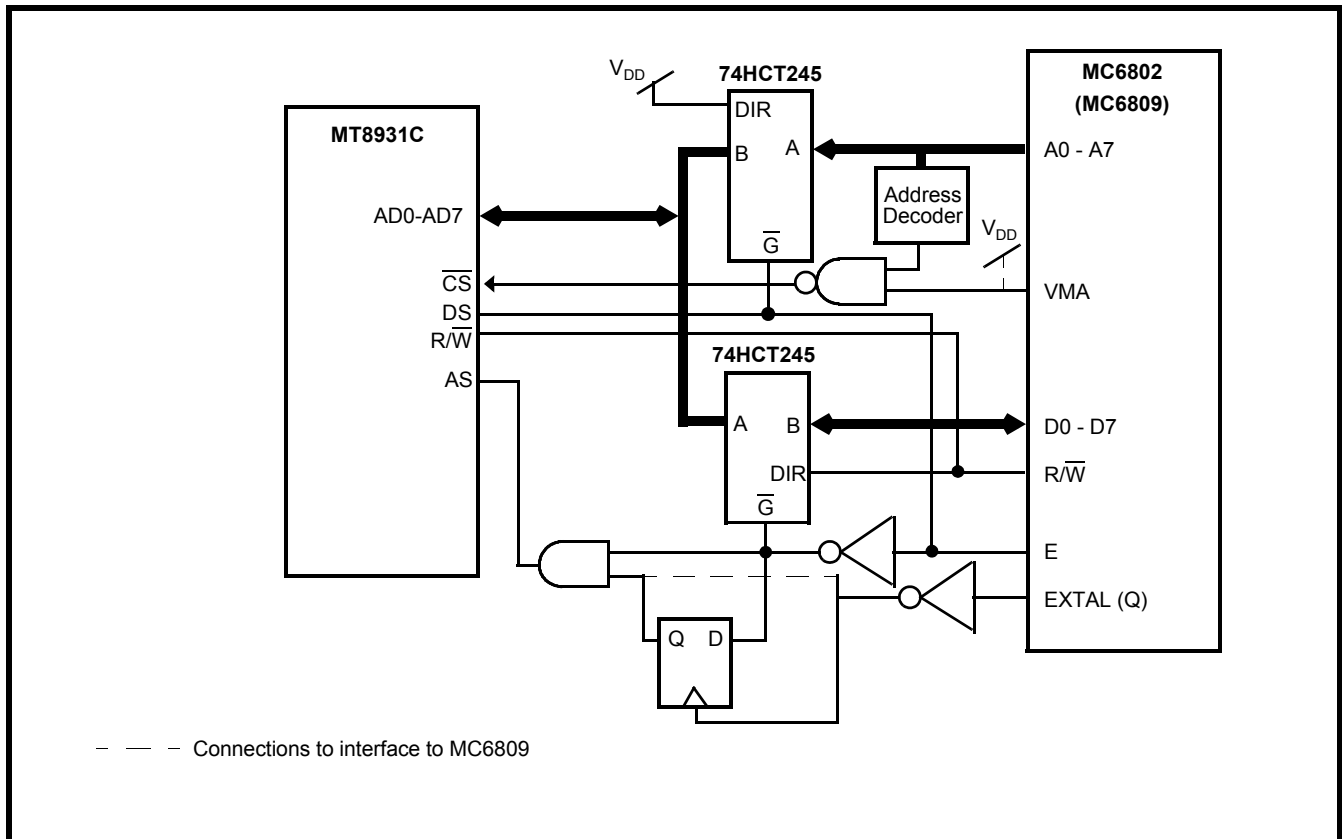 MT8931C
AD0-AD7
C̅S̅
DS
R/W̅
AS
V_DD
74HCT245
DIR
B
A
G̅
Address
Decoder
V_DD
74HCT245
A
B
DIR
G̅
Q
D
MC6802
(MC6809)
A0 - A7
VMA
D0 - D7
R/W̅
E
EXTAL (Q)
Connections to interface to MC6809